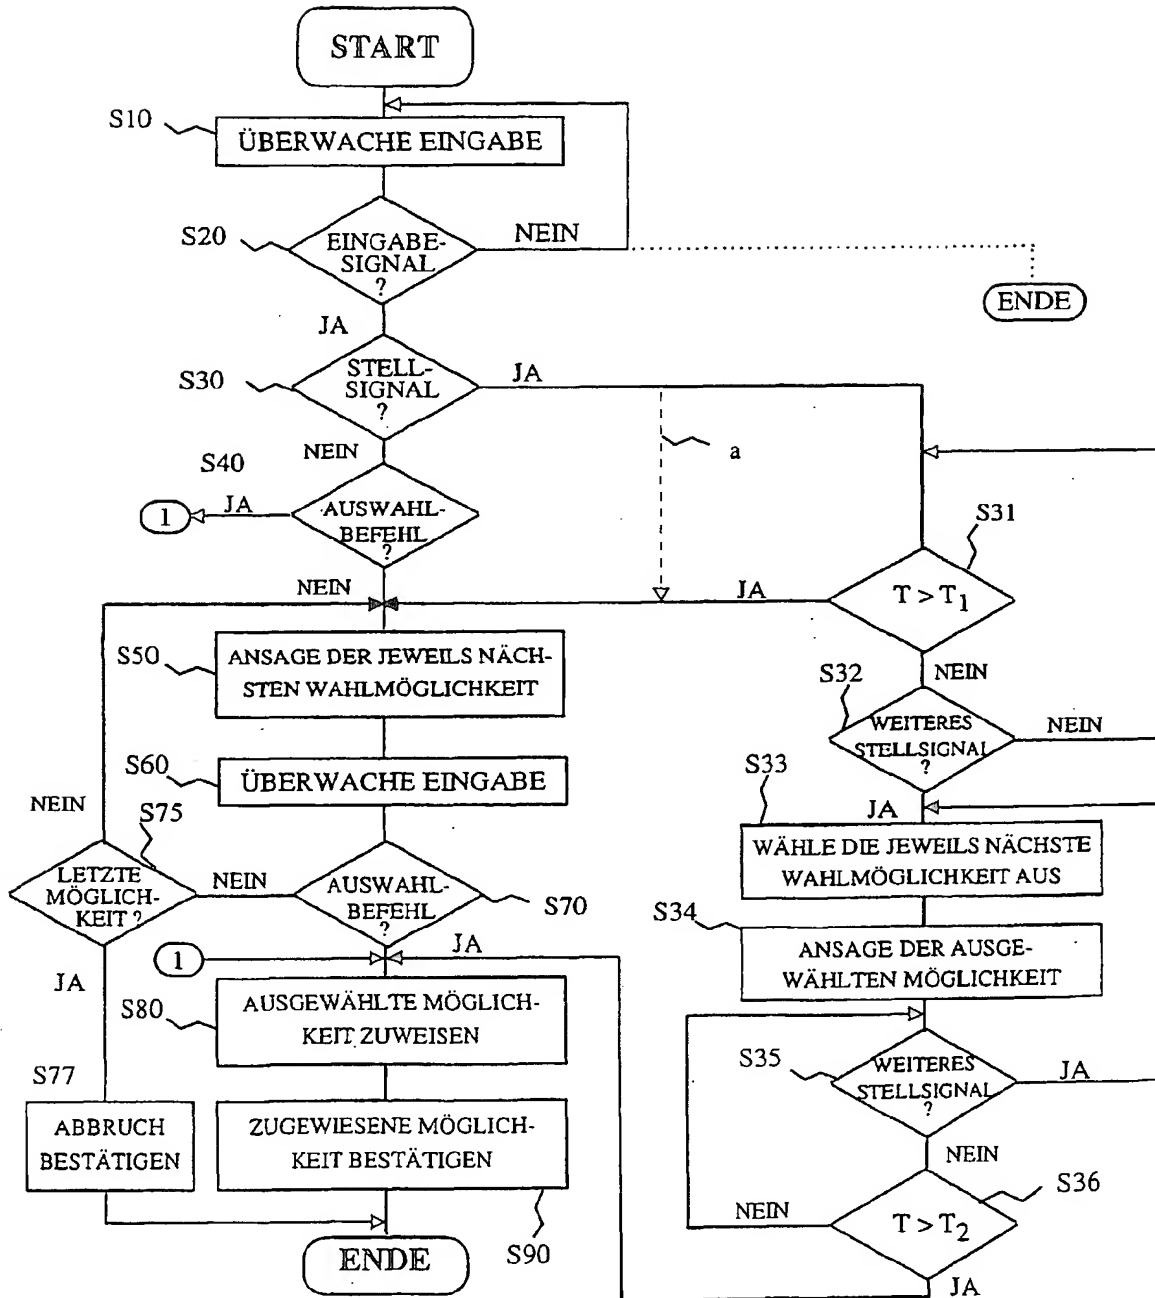 START
S10
ÜBERWACHE EINGABE
S20
EINGABE-
SIGNAL
?
NEIN
ENDE
JA
S30
STELL-
SIGNAL
?
JA
a
NEIN
S40
1
JA
AUSWAHL-
BEFEHL
?
NEIN
S31
T > T1
JA
NEIN
S50
ANSAGE DER JEWEILS NÄCH-
STEN WAHLMÖGLICHKEIT
S32
WEITERES
STELLSIGNAL
?
NEIN
JA
S60
ÜBERWACHE EINGABE
S33
WÄHLE DIE JEWEILS NÄCHSTE
WAHLMÖGLICHKEIT AUS
NEIN
S75
LETZTE
MÖGLICH-
KEIT ?
NEIN
AUSWAHL-
BEFEHL
?
S70
JA
S34
ANSAGE DER AUSGE-
WÄHLTEN MÖGLICHKEIT
JA
1
S80
AUSGEWÄHLTE MÖGLICH-
KEIT ZUWEISEN
S35
WEITERES
STELLSIGNAL
?
JA
NEIN
S77
ABBRUCH
BESTÄTIGEN
ZUGEWIESENE MÖGLICH-
KEIT BESTÄTIGEN
S90
S36
T > T2
NEIN
JA
ENDE